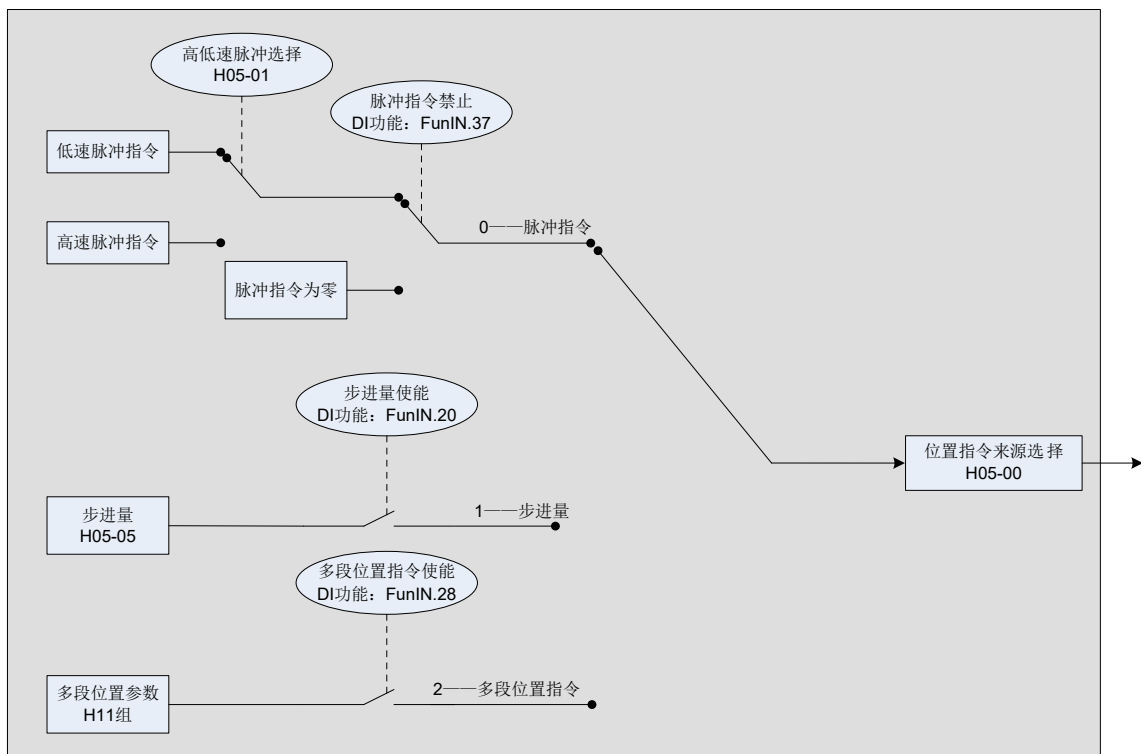 高低速脉冲选择
H05-01
脉冲指令禁止
DI功能：FunIN.37
低速脉冲指令
0——脉冲指令
高速脉冲指令
脉冲指令为零
步进量使能
DI功能：FunIN.20
位置指令来源选择
H05-00
步进量
H05-05
1——步进量
多段位置指令使能
DI功能：FunIN.28
多段位置参数
H11组
2——多段位置指令